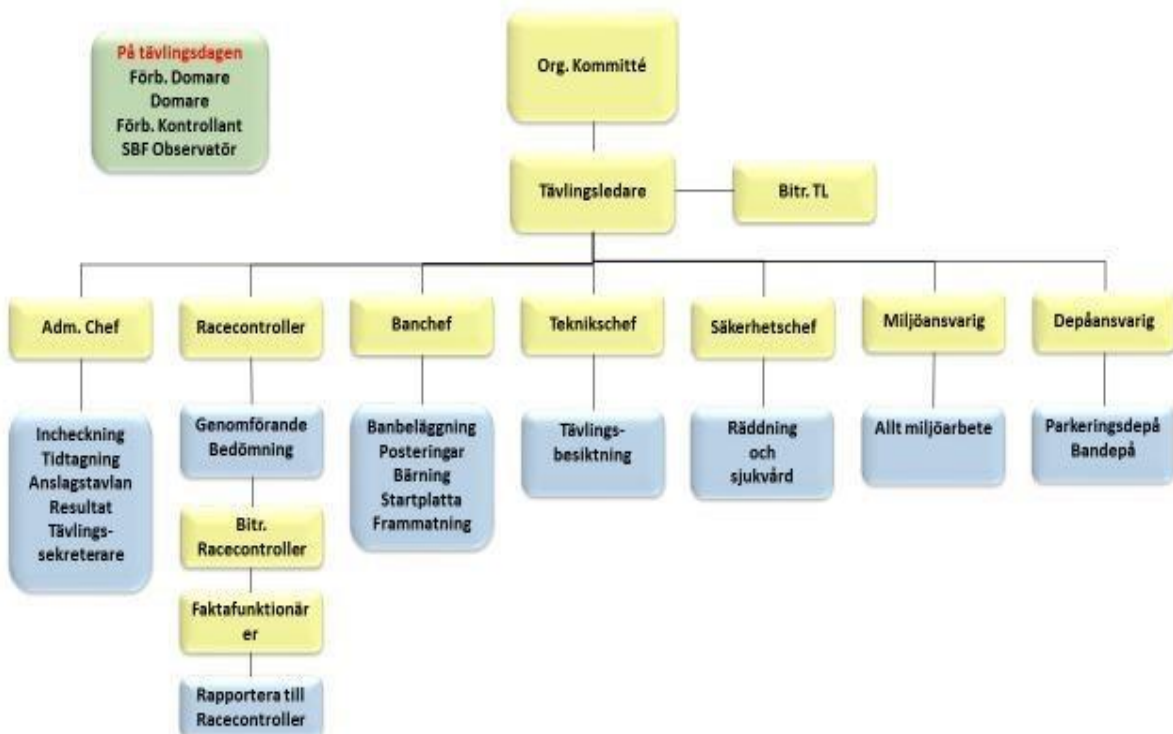 På tävlingsdagen
Förb. Domare
Domare
Förb. Kontrollant
SBF Observatör
Org. Kommitté
Tävlingsledare
Bitr. TL
Adm. Chef
Racecontroller
Banchef
Teknikschef
Säkerhetschef
Miljöansvarig
Depåansvarig
Incheckning
Tidtagning
Anslagstavlan
Resultat
Tävlings-
sekreterare
Genomförande
Bedömning
Banbeläggning
Posteringar
Bärning
Startplatta
Frammatning
Tävlings-
besiktning
Räddning
och
sjukvård
Allt miljöarbete
Parkeringsdepå
Bandepå
Bitr.
Racecontroller
Faktafunktionär
er
Rapportera till
Racecontroller